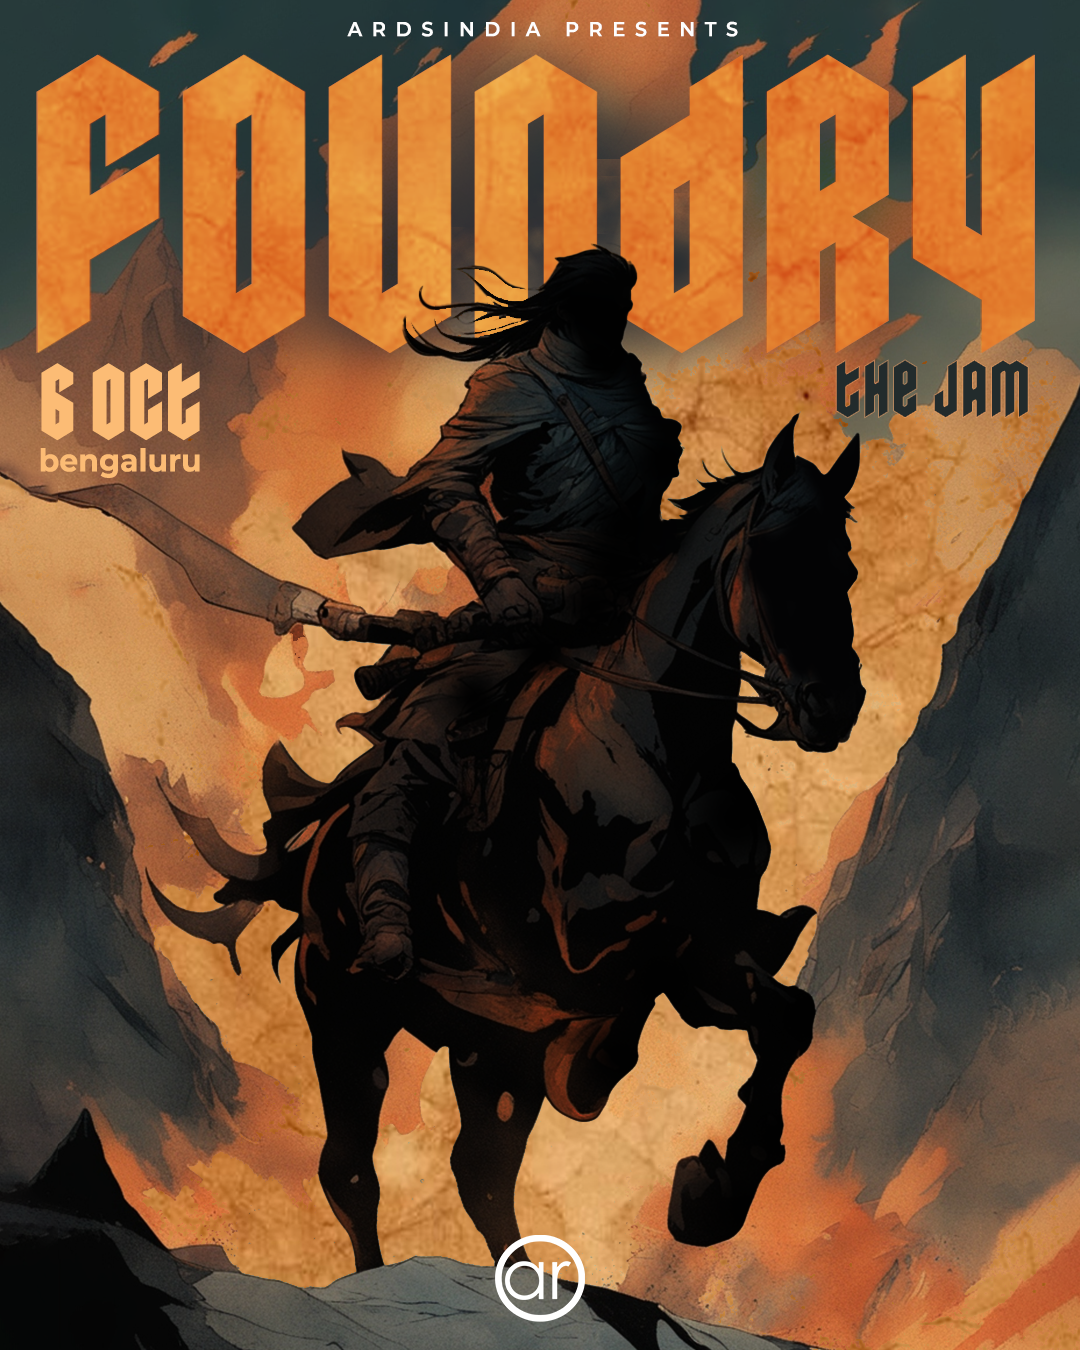 ARDSINDIA PRESENTS
FOUNdRY
6 OCt
bengaluru
tHe JAM
ar